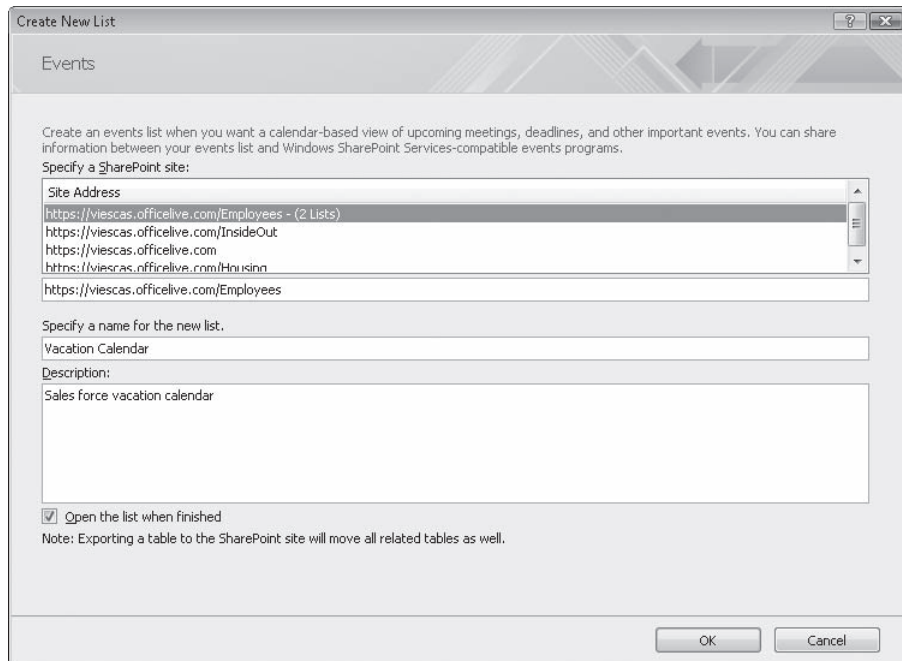 Create New List
?
Events
Create an events list when you want a calendar-based view of upcoming meetings, deadlines, and other important events. You can share
information between your events list and Windows SharePoint Services-compatible events programs.
Specify a SharePoint site:
Site Address
https://viescas.officelive.com/Employees - (2 Lists)
https://viescas.officelive.com/InsideOut
https://viescas.officelive.com
https://viescas.officelive.com/Housing
https://viescas.officelive.com/Employees
Specify a name for the new list.
Vacation Calendar
Description:
Sales force vacation calendar
Open the list when finished
Note: Exporting a table to the SharePoint site will move all related tables as well.
OK
Cancel